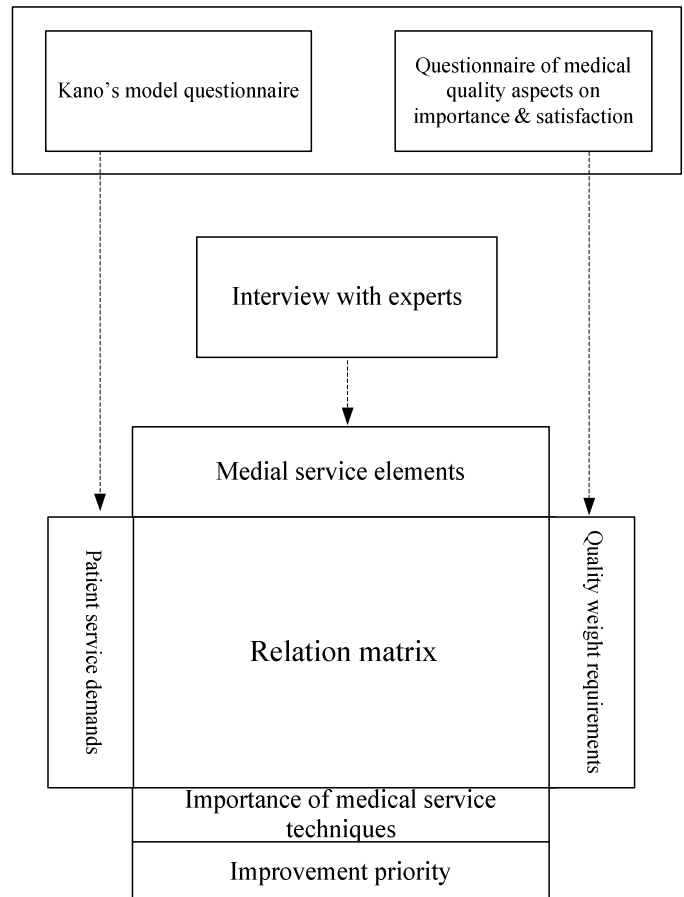 Kano's model questionnaire
Questionnaire of medical
quality aspects on
importance & satisfaction
Interview with experts
Medial service elements
Patient service demands
Relation matrix
Quality weight requirements
Importance of medical service
techniques
Improvement priority